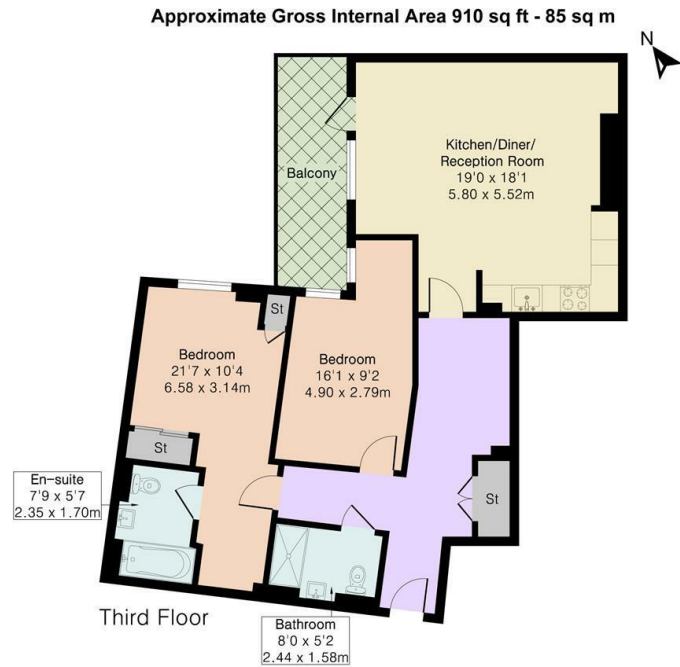 Approximate Gross Internal Area 910 sq ft - 85 sq m
N
Kitchen/Diner/
Reception Room
19'0 x 18'1
5.80 x 5.52m
Balcony
St
Bedroom
21'7 x 10'4
6.58 x 3.14m
Bedroom
16'1 x 9'2
4.90 x 2.79m
St
En-suite
7'9 x 5'7
2.35 x 1.70m
St
Third Floor
Bathroom
8'0 x 5'2
2.44 x 1.58m